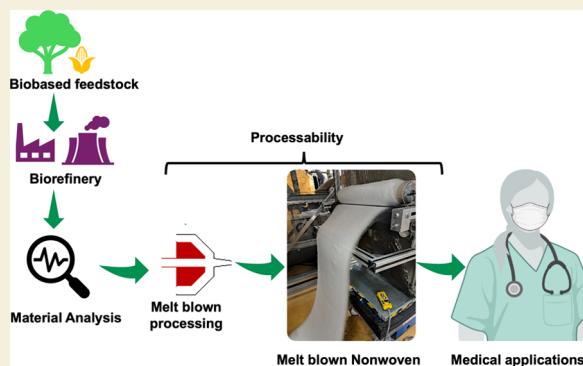 Biobased feedstock
Biorefinery
Material Analysis
Processability
Melt blown
processing
Melt blown Nonwoven
Medical applications